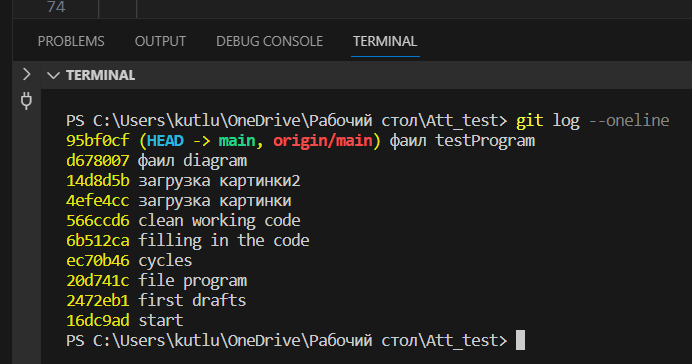 74
PROBLEMS OUTPUT DEBUG CONSOLE TERMINAL
TERMINAL
PS C:\Users\kutlu\OneDrive\Рабочий стол\Att_test> git log --oneline
95bf0cf (HEAD -> main, origin/main) фаил testProgram
d678007 фаил diagram
14d8d5b загрузка картинки2
4efe4cc загрузка картинки
566ccd6 clean working code
6b512ca filling in the code
ec70b46 cycles
20d741c file program
2472eb1 first drafts
16dc9ad start
PS C:\Users\kutlu\OneDrive\Рабочий стол\Att_test>